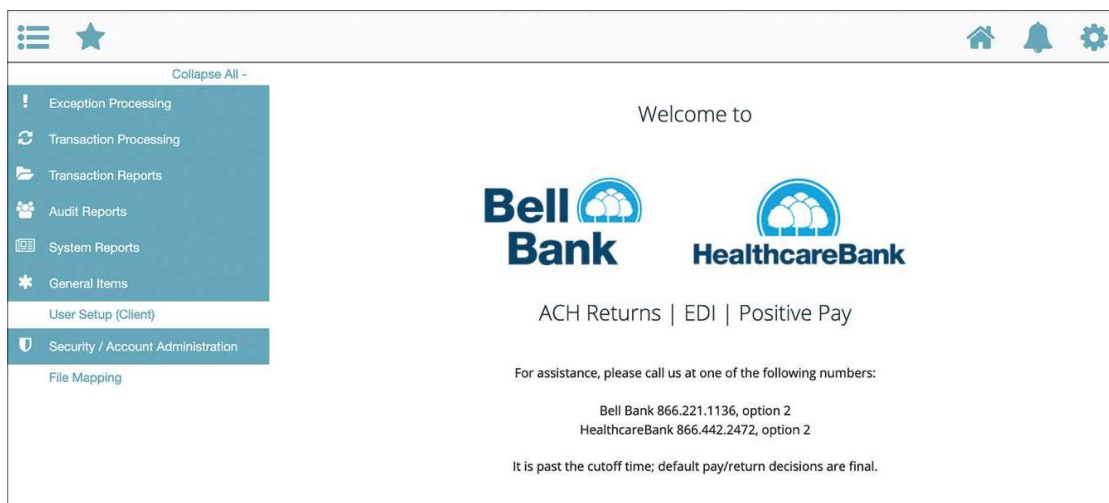 Collapse All -
Exception Processing
Transaction Processing
Transaction Reports
Audit Reports
System Reports
General Items
User Setup (Client)
Security / Account Administration
File Mapping
Welcome to
Bell
Bank
HealthcareBank
ACH Returns | EDI | Positive Pay
For assistance, please call us at one of the following numbers:
Bell Bank 866.221.1136, option 2
HealthcareBank 866.442.2472, option 2
It is past the cutoff time; default pay/return decisions are final.